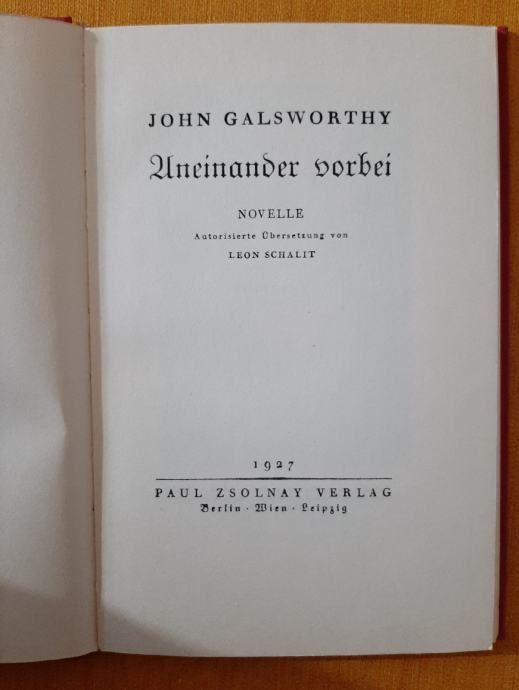 JOHN GALSWORTHY
Aneinander vorbei
NOVELLE
Autorisierte Übersetzung von
LEON SCHALIT
1927
PAUL ZSOLNAY VERLAG
Berlin · Wien · Leipzig